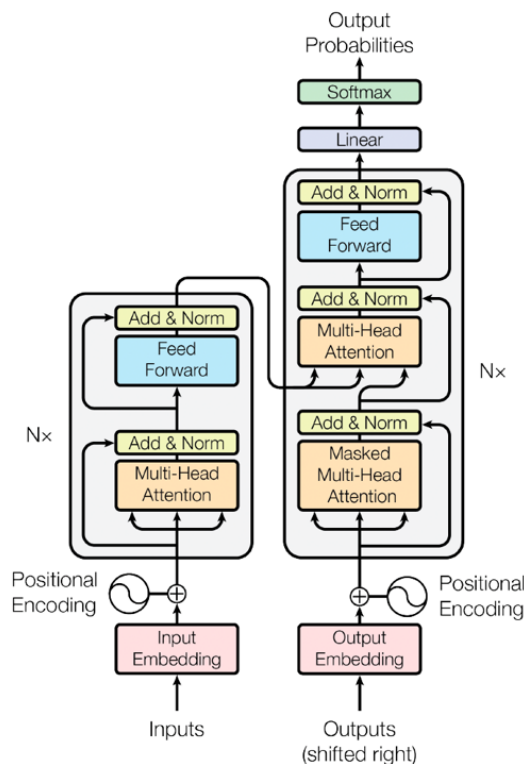 Output
Probabilities
Softmax
Linear
Add & Norm
Feed
Forward
Add & Norm
Multi-Head
Attention
Add & Norm
Masked
Multi-Head
Attention
N×
Add & Norm
Feed
Forward
Add & Norm
Multi-Head
Attention
N×
Positional
Encoding
Positional
Encoding
Input
Embedding
Output
Embedding
Inputs
Outputs
(shifted right)